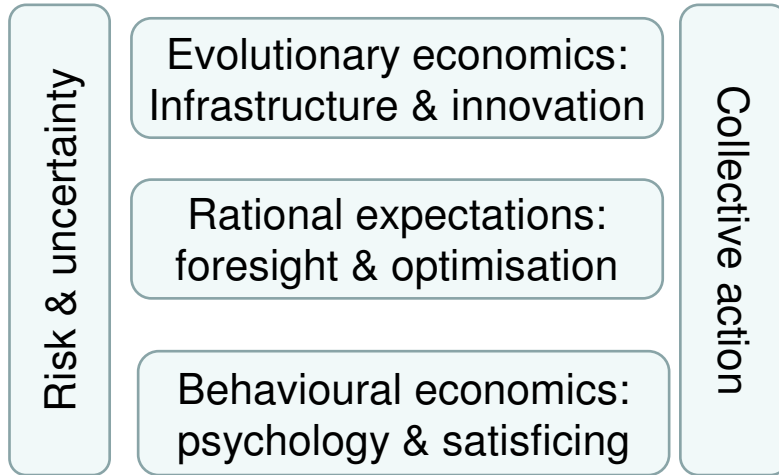 Risk & uncertainty
Evolutionary economics:
Infrastructure & innovation
Rational expectations:
foresight & optimisation
Behavioural economics:
psychology & satisficing
Collective action